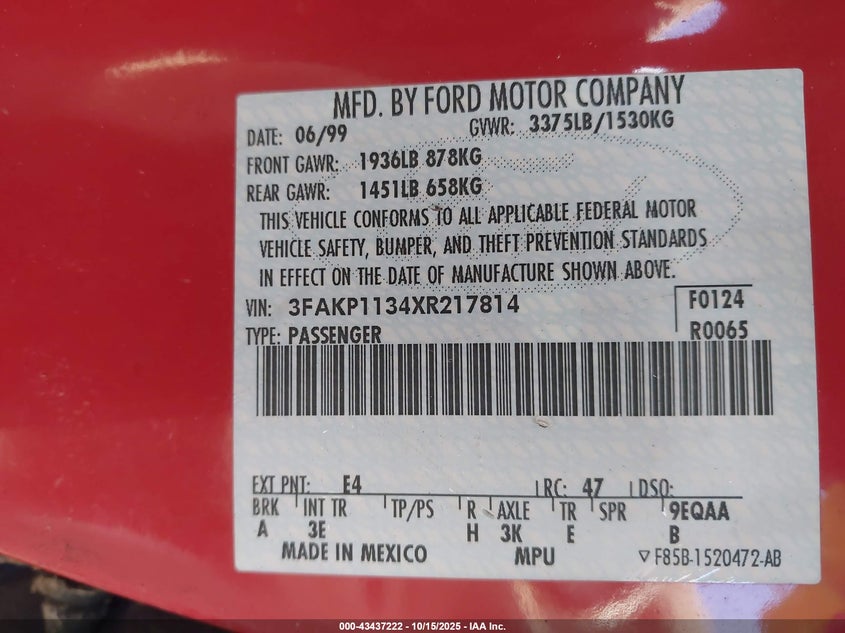 MFD. BY FORD MOTOR COMPANY
DATE: 06/99 GVWR: 3375LB/1530KG
FRONT GAWR: 1936LB 878KG
REAR GAWR: 1451LB 658KG
THIS VEHICLE CONFORMS TO ALL APPLICABLE FEDERAL MOTOR
VEHICLE SAFETY, BUMPER, AND THEFT PREVENTION STANDARDS
IN EFFECT ON THE DATE OF MANUFACTURE SHOWN ABOVE.
VIN: 3FAKP1134XR217814 F0124
TYPE: PASSENGER R0065
EXT PNT: E4 RC: 47 DSO:
BRK INT TR TP/PS R AXLE TR SPR 9EQAA
A 3E H 3K E B
MADE IN MEXICO MPU ▽F85B-1520472-AB
000-43437222 - 10/15/2025 - IAA Inc.